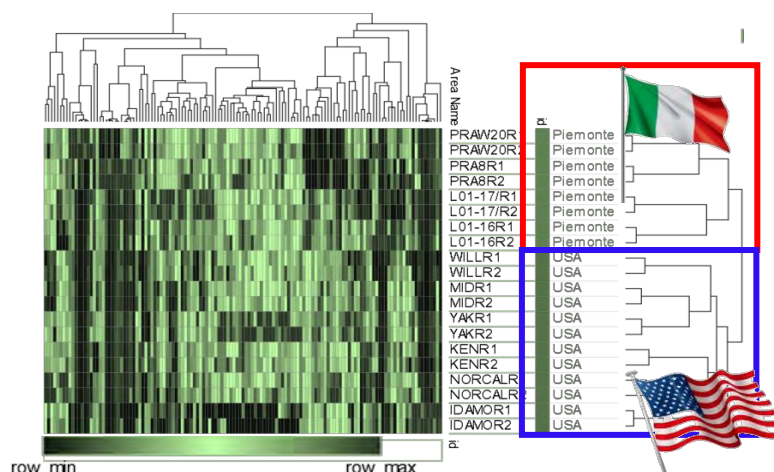 Area Name
id
PRAW20R1 Piemonte
PRAW20R2 Piemonte
PRA8R1 Piemonte
PRA8R2 Piemonte
L01-17/R1 Piemonte
L01-17/R2 Piemonte
L01-16R1 Piemonte
L01-16R2 Piemonte
WILLR1 USA
WILLR2 USA
MIDR1 USA
MIDR2 USA
YAKR1 USA
YAKR2 USA
KENR1 USA
KENR2 USA
NORCALR USA
NORCALR 2 USA
IDAMOR1 USA
IDAMOR2 USA
id
row min row max